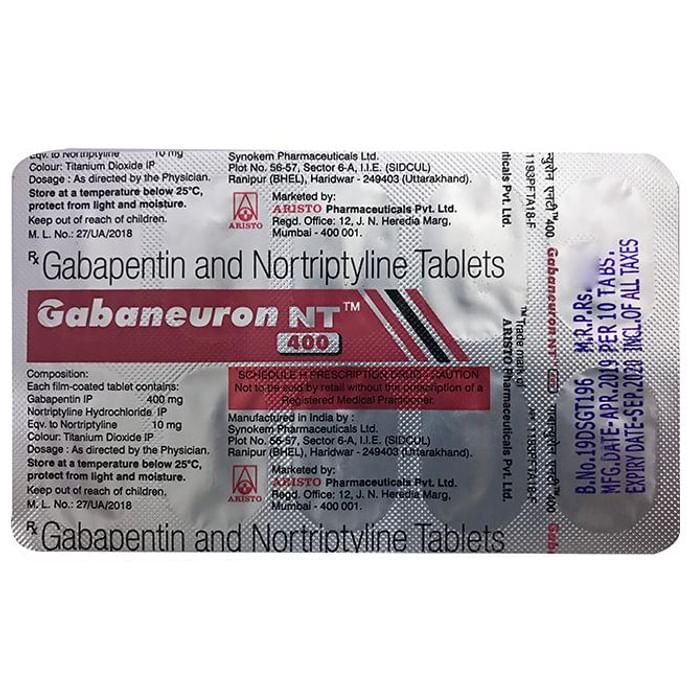 Eqv. to Nortriptyline 10 mg
Colour: Titanium Dioxide IP
Dosage : As directed by the Physician.
Store at a temperature below 25°C,
protect from light and moisture.
Keep out of reach of children.
M. L. No.: 27/UA/2018
Synokem Pharmaceuticals Ltd.
Plot No. 56-57, Sector 6-A, I.I.E. (SIDCUL)
Ranipur (BHEL), Haridwar - 249403 (Uttarakhand).
ARISTO
Marketed by:
ARISTO Pharmaceuticals Pvt. Ltd.
Regd. Office: 12, J. N. Heredia Marg,
Mumbai - 400 001.
Rx Gabapentin and Nortriptyline Tablets
Gabaneuron NT™
400
Composition:
Each film-coated tablet contains:
Gabapentin IP 400 mg
Nortriptyline Hydrochloride IP
Eqv. to Nortriptyline 10 mg
Colour: Titanium Dioxide IP
Dosage : As directed by the Physician.
Store at a temperature below 25°C,
protect from light and moisture.
Keep out of reach of children.
M. L. No.: 27/UA/2018
SCHEDULE H PRESCRIPTION DRUG - CAUTION
Not to be sold by retail without the prescription of a
Registered Medical Practitioner.
Manufactured in India by :
Synokem Pharmaceuticals Ltd.
Plot No. 56-57, Sector 6-A, I.I.E. (SIDCUL)
Ranipur (BHEL), Haridwar - 249403 (Uttarakhand).
ARISTO
Marketed by:
ARISTO Pharmaceuticals Pvt. Ltd.
Regd. Office: 12, J. N. Heredia Marg,
Mumbai - 400 001.
Rx Gabapentin and Nortriptyline Tablets
Pvt. Ltd.
™Trade mark of
ARISTO Pharmaceuticals Pvt. Ltd.
400. Gabaneuron NT™ 400
B.No.19DSGT196 M.R.P.Rs.
MFG.DATE-APR.2019 PER 10 TABS.
EXPIRY DATE-SEP.2020 INCL.OF ALL TAXES